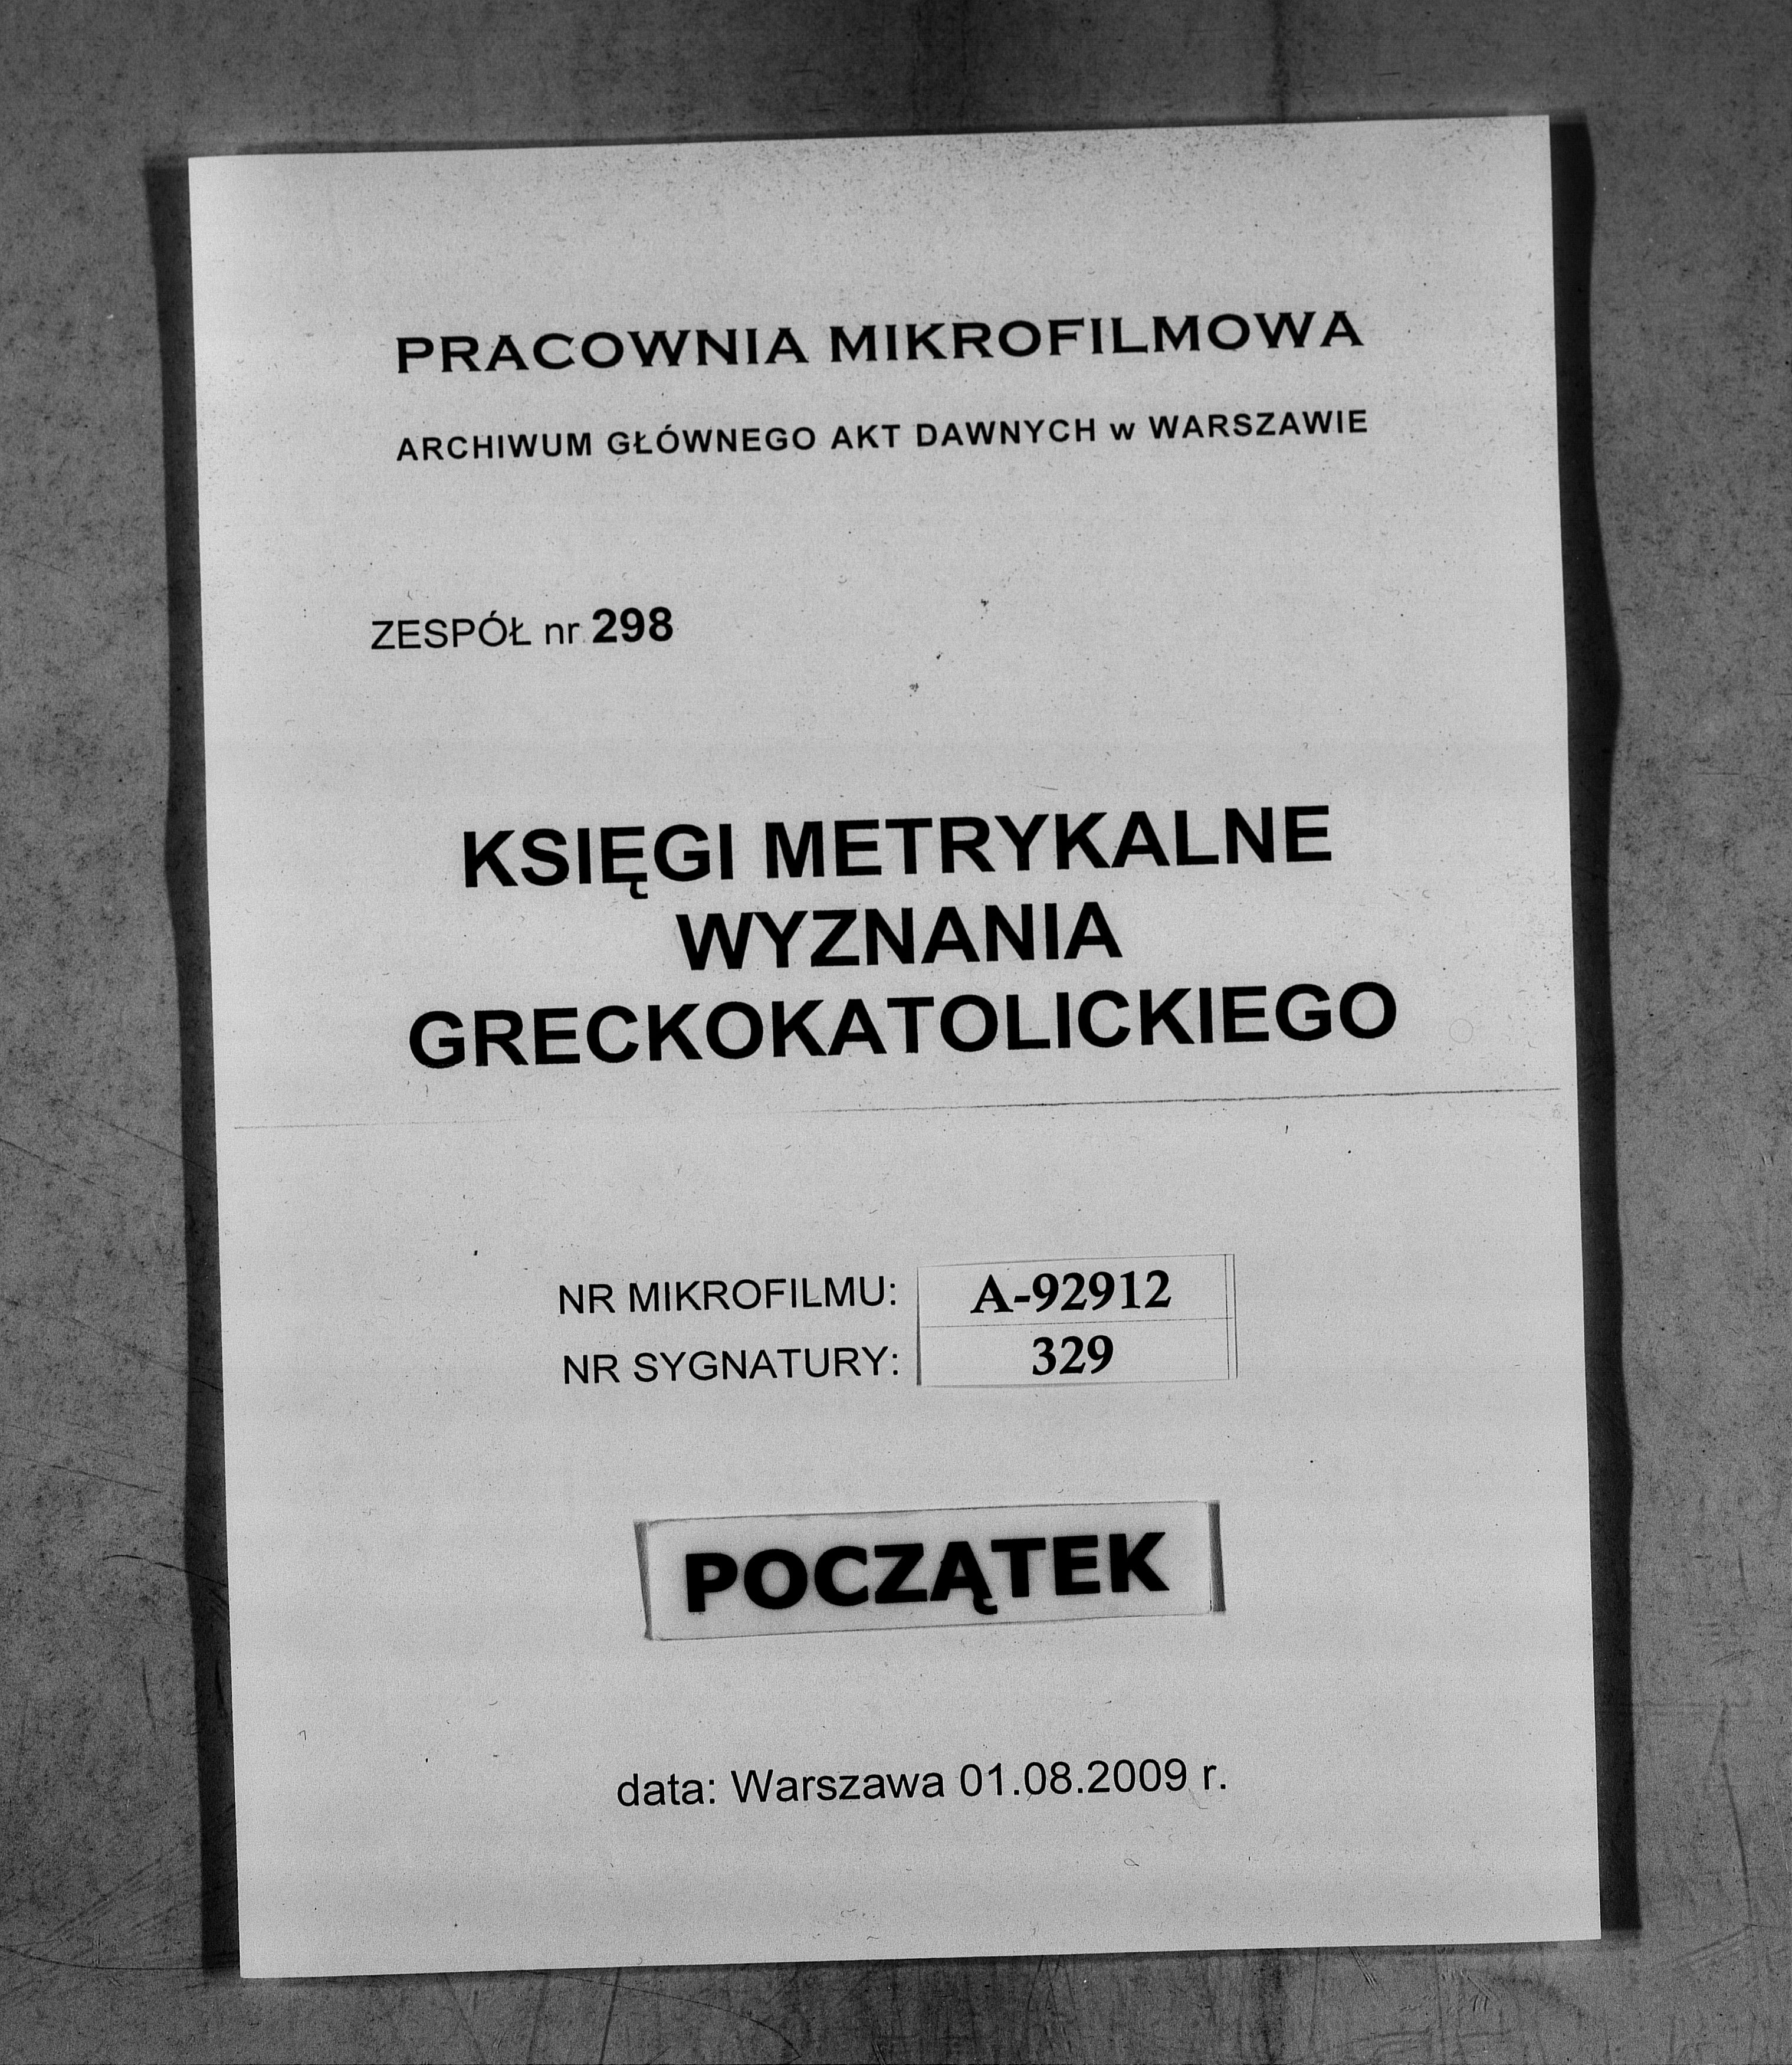 PRACOWNIA MIKROFILMOWA
ARCHIWUM GŁÓWNEGO AKT DAWNYCH w WARSZAWIE
ZESPÓŁ nr 298
KSIĘGI METRYKALNE
WYZNANIA
GRECKOKATOLICKIEGO
NR MIKROFILMU: A-92912
NR SYGNATURY: 329
POCZĄTEK
data: Warszawa 01.08.2009 r.